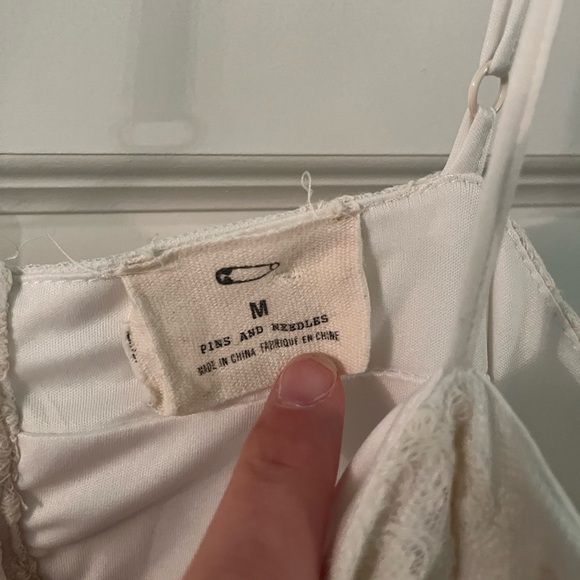 M
PINS AND NEEDLES
MADE IN CHINA FABRIQUÉ EN CHINE